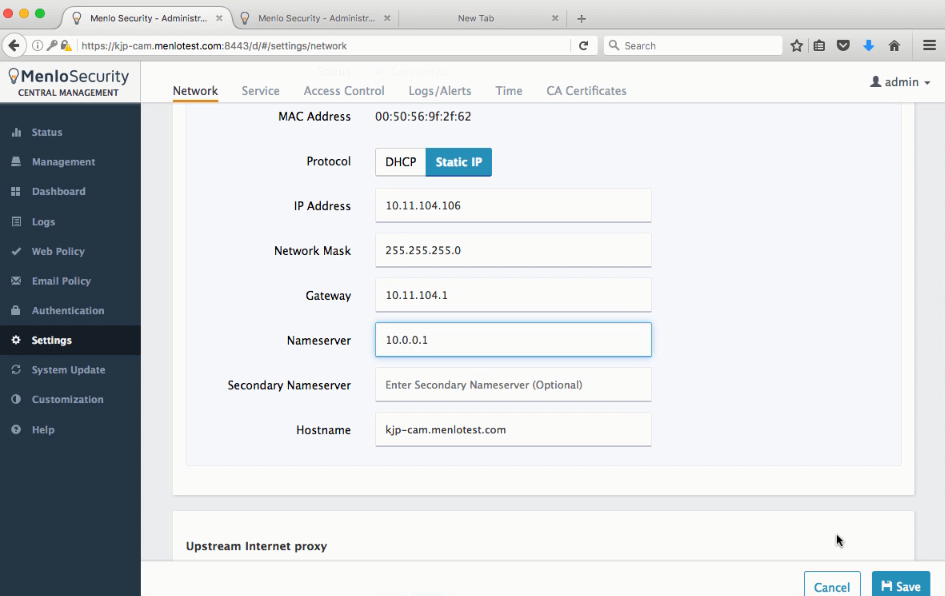 Menlo Security - Administr... ×
Menlo Security - Administr... ×
New Tab ×
+
https://kjp-cam.menlotest.com:8443/d/#/settings/network
Search
MenloSecurity
CENTRAL MANAGEMENT
Network Service Access Control Logs/Alerts Time CA Certificates
admin
Status
Management
Dashboard
Logs
Web Policy
Email Policy
Authentication
Settings
System Update
Customization
Help
MAC Address 00:50:56:9f:2f:62
Protocol DHCP Static IP
IP Address 10.11.104.106
Network Mask 255.255.255.0
Gateway 10.11.104.1
Nameserver 10.0.0.1
Secondary Nameserver Enter Secondary Nameserver (Optional)
Hostname kjp-cam.menlotest.com
Upstream Internet proxy
Cancel Save